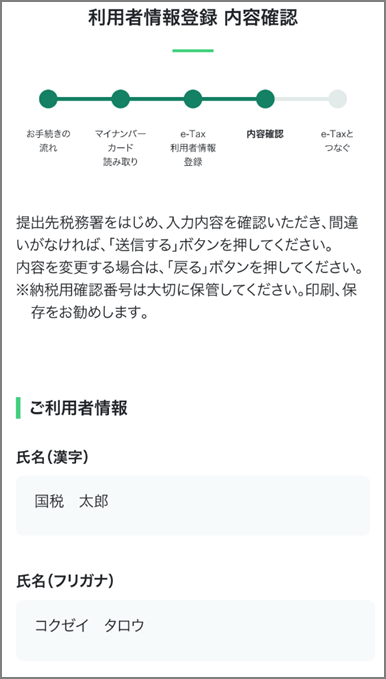 利用者情報登録 内容確認
お手続きの
流れ
マイナンバー
カード
読み取り
e-Tax
利用者情報
登録
内容確認
e-Taxと
つなぐ
提出先税務署をはじめ、入力内容を確認いただき、間違
いがなければ、「送信する」ボタンを押してください。
内容を変更する場合は、「戻る」ボタンを押してください。
※納税用確認番号は大切に保管してください。印刷、保
存をお勧めします。
ご利用者情報
氏名(漢字)
国税　太郎
氏名(フリガナ)
コクゼイ　タロウ